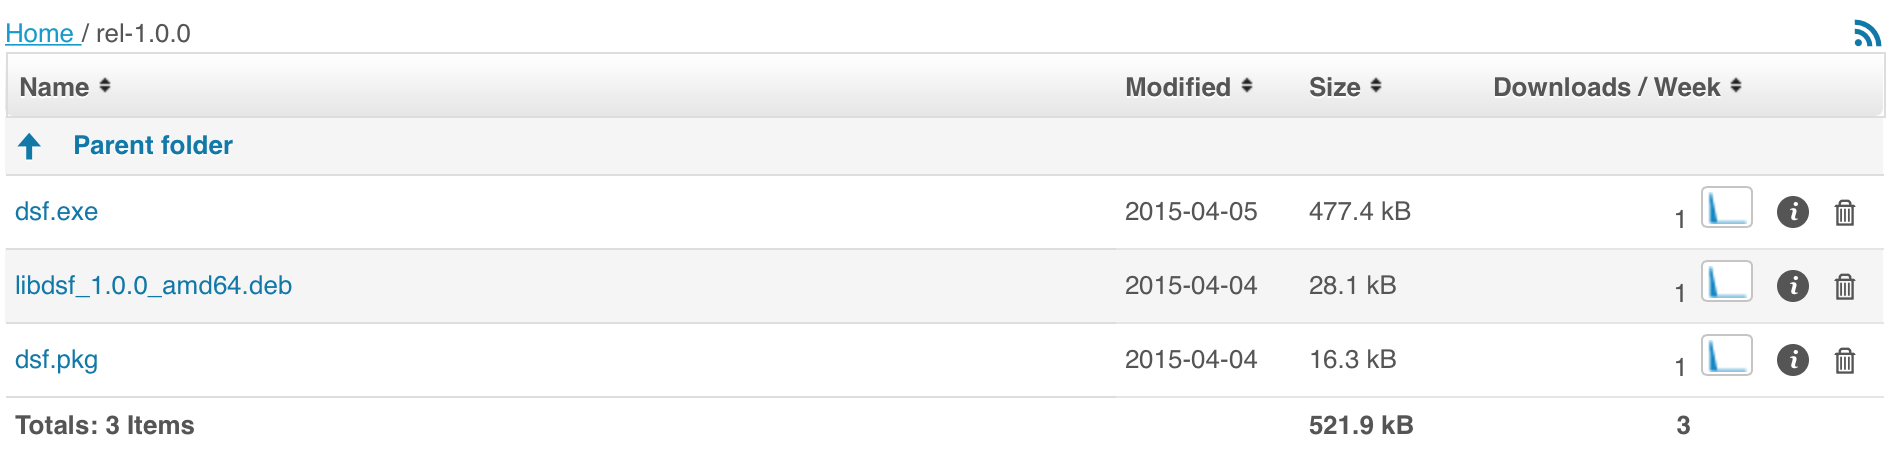 Home / rel-1.0.0
Name Modified Size Downloads / Week
Parent folder
dsf.exe 2015-04-05 477.4 kB 1
libdsf_1.0.0_amd64.deb 2015-04-04 28.1 kB 1
dsf.pkg 2015-04-04 16.3 kB 1
Totals: 3 Items 521.9 kB 3